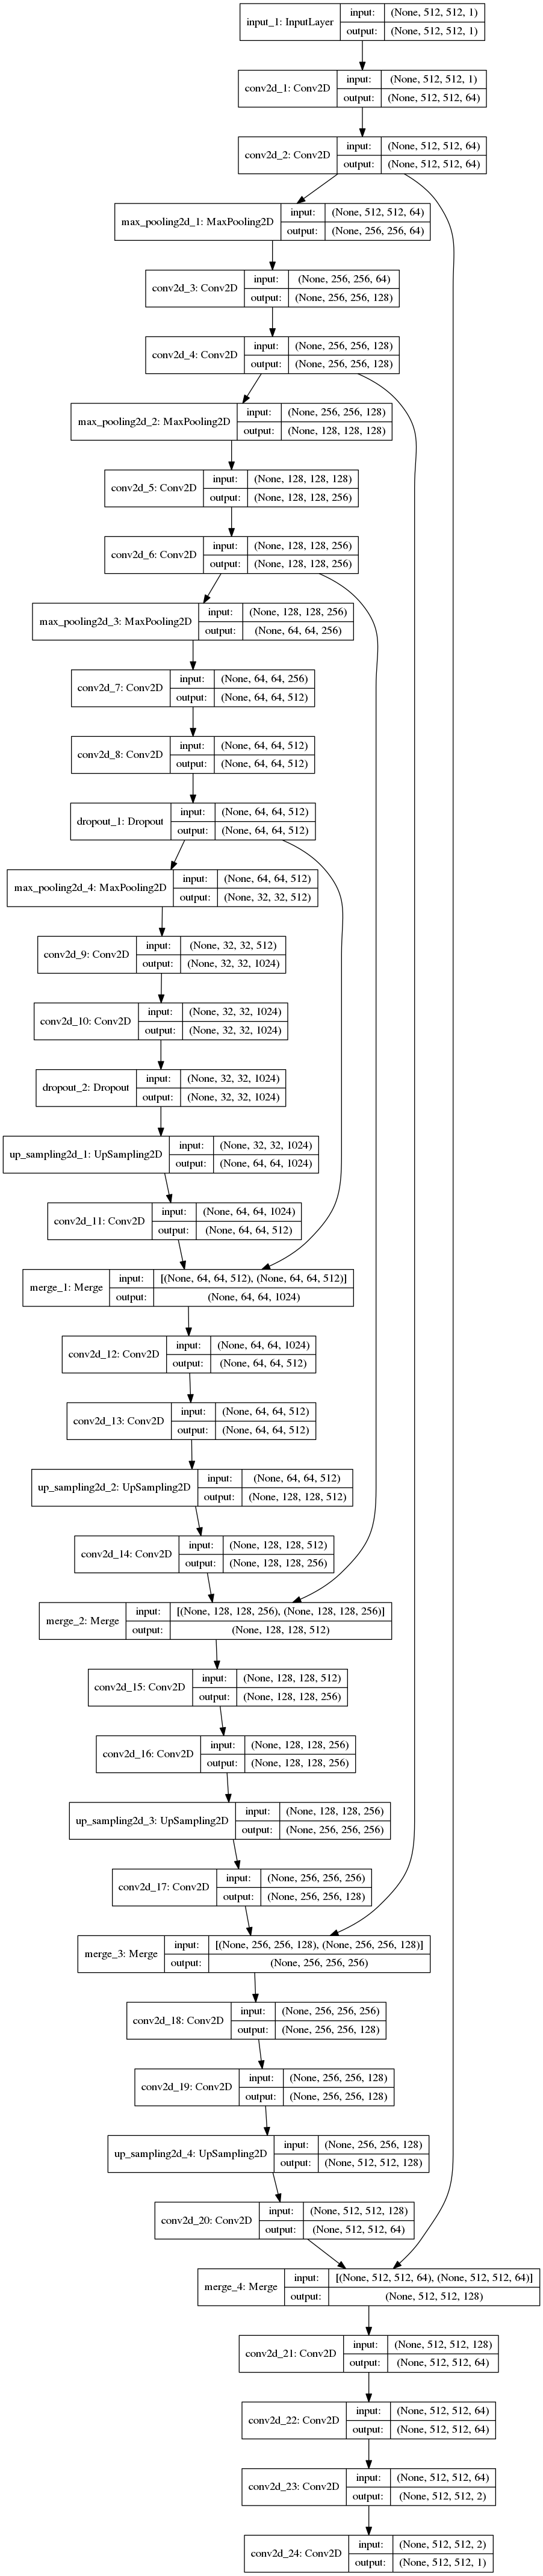 input_1: InputLayer
input: (None, 512, 512, 1)
output: (None, 512, 512, 1)
conv2d_1: Conv2D
input: (None, 512, 512, 1)
output: (None, 512, 512, 64)
conv2d_2: Conv2D
input: (None, 512, 512, 64)
output: (None, 512, 512, 64)
max_pooling2d_1: MaxPooling2D
input: (None, 512, 512, 64)
output: (None, 256, 256, 64)
conv2d_3: Conv2D
input: (None, 256, 256, 64)
output: (None, 256, 256, 128)
conv2d_4: Conv2D
input: (None, 256, 256, 128)
output: (None, 256, 256, 128)
max_pooling2d_2: MaxPooling2D
input: (None, 256, 256, 128)
output: (None, 128, 128, 128)
conv2d_5: Conv2D
input: (None, 128, 128, 128)
output: (None, 128, 128, 256)
conv2d_6: Conv2D
input: (None, 128, 128, 256)
output: (None, 128, 128, 256)
max_pooling2d_3: MaxPooling2D
input: (None, 128, 128, 256)
output: (None, 64, 64, 256)
conv2d_7: Conv2D
input: (None, 64, 64, 256)
output: (None, 64, 64, 512)
conv2d_8: Conv2D
input: (None, 64, 64, 512)
output: (None, 64, 64, 512)
dropout_1: Dropout
input: (None, 64, 64, 512)
output: (None, 64, 64, 512)
max_pooling2d_4: MaxPooling2D
input: (None, 64, 64, 512)
output: (None, 32, 32, 512)
conv2d_9: Conv2D
input: (None, 32, 32, 512)
output: (None, 32, 32, 1024)
conv2d_10: Conv2D
input: (None, 32, 32, 1024)
output: (None, 32, 32, 1024)
dropout_2: Dropout
input: (None, 32, 32, 1024)
output: (None, 32, 32, 1024)
up_sampling2d_1: UpSampling2D
input: (None, 32, 32, 1024)
output: (None, 64, 64, 1024)
conv2d_11: Conv2D
input: (None, 64, 64, 1024)
output: (None, 64, 64, 512)
merge_1: Merge
input: [(None, 64, 64, 512), (None, 64, 64, 512)]
output: (None, 64, 64, 1024)
conv2d_12: Conv2D
input: (None, 64, 64, 1024)
output: (None, 64, 64, 512)
conv2d_13: Conv2D
input: (None, 64, 64, 512)
output: (None, 64, 64, 512)
up_sampling2d_2: UpSampling2D
input: (None, 64, 64, 512)
output: (None, 128, 128, 512)
conv2d_14: Conv2D
input: (None, 128, 128, 512)
output: (None, 128, 128, 256)
merge_2: Merge
input: [(None, 128, 128, 256), (None, 128, 128, 256)]
output: (None, 128, 128, 512)
conv2d_15: Conv2D
input: (None, 128, 128, 512)
output: (None, 128, 128, 256)
conv2d_16: Conv2D
input: (None, 128, 128, 256)
output: (None, 128, 128, 256)
up_sampling2d_3: UpSampling2D
input: (None, 128, 128, 256)
output: (None, 256, 256, 256)
conv2d_17: Conv2D
input: (None, 256, 256, 256)
output: (None, 256, 256, 128)
merge_3: Merge
input: [(None, 256, 256, 128), (None, 256, 256, 128)]
output: (None, 256, 256, 256)
conv2d_18: Conv2D
input: (None, 256, 256, 256)
output: (None, 256, 256, 128)
conv2d_19: Conv2D
input: (None, 256, 256, 128)
output: (None, 256, 256, 128)
up_sampling2d_4: UpSampling2D
input: (None, 256, 256, 128)
output: (None, 512, 512, 128)
conv2d_20: Conv2D
input: (None, 512, 512, 128)
output: (None, 512, 512, 64)
merge_4: Merge
input: [(None, 512, 512, 64), (None, 512, 512, 64)]
output: (None, 512, 512, 128)
conv2d_21: Conv2D
input: (None, 512, 512, 128)
output: (None, 512, 512, 64)
conv2d_22: Conv2D
input: (None, 512, 512, 64)
output: (None, 512, 512, 64)
conv2d_23: Conv2D
input: (None, 512, 512, 64)
output: (None, 512, 512, 2)
conv2d_24: Conv2D
input: (None, 512, 512, 2)
output: (None, 512, 512, 1)